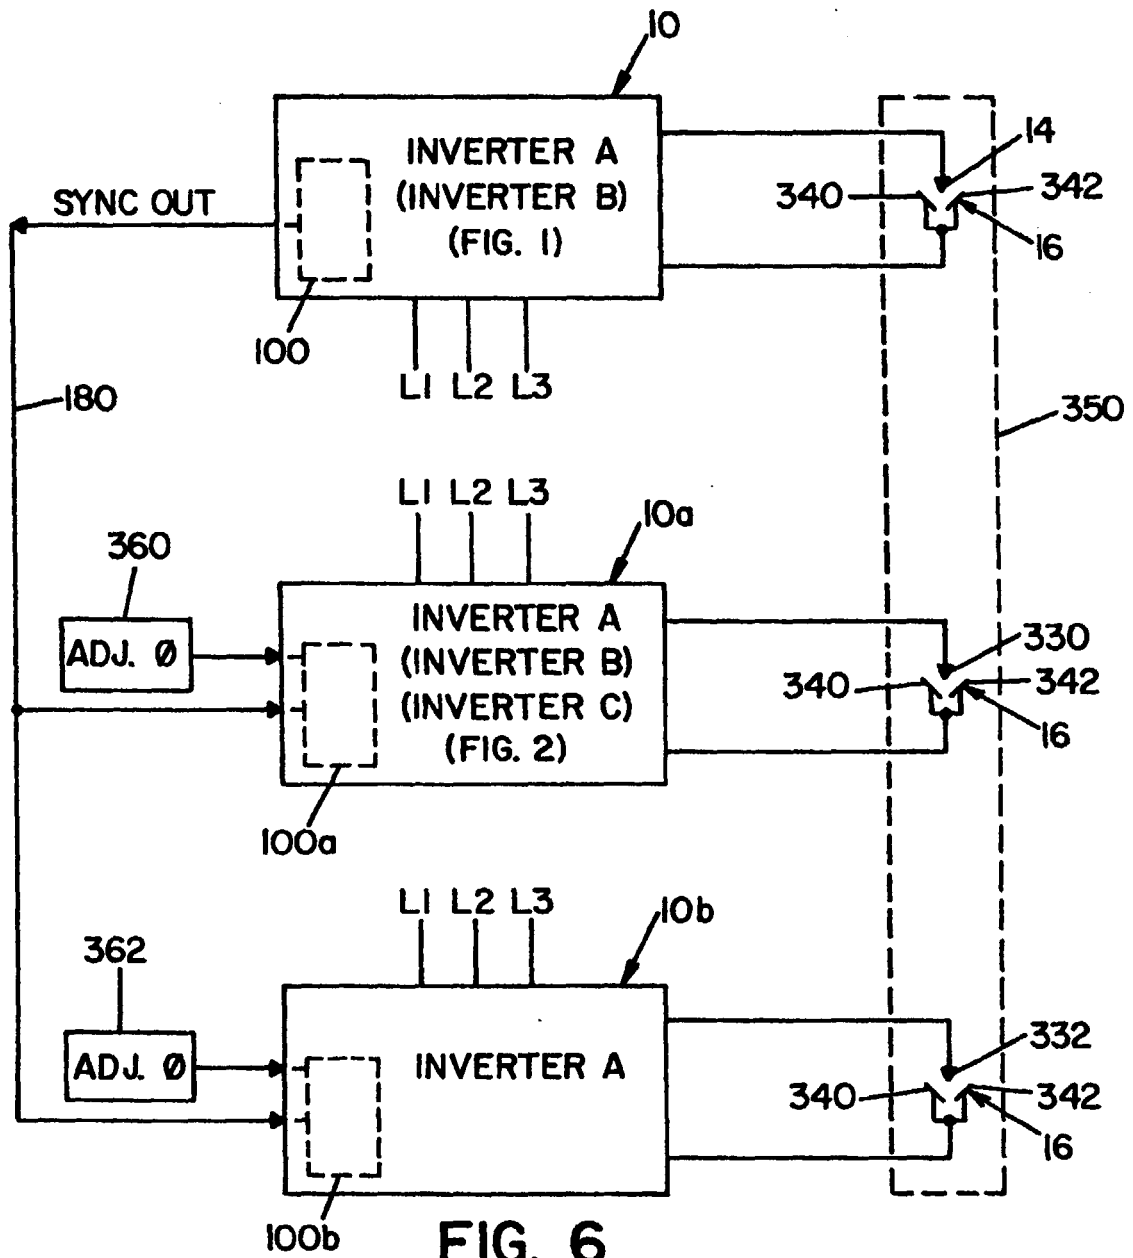 10
INVERTER A
(INVERTER B)
(FIG. 1)
SYNC OUT
14
340
342
16
100
L1 L2 L3
180
350
L1 L2 L3
10a
360
ADJ. Ø
INVERTER A
(INVERTER B)
(INVERTER C)
(FIG. 2)
330
340
342
16
100a
L1 L2 L3
10b
362
ADJ. Ø
INVERTER A
332
340
342
16
100b
FIG. 6